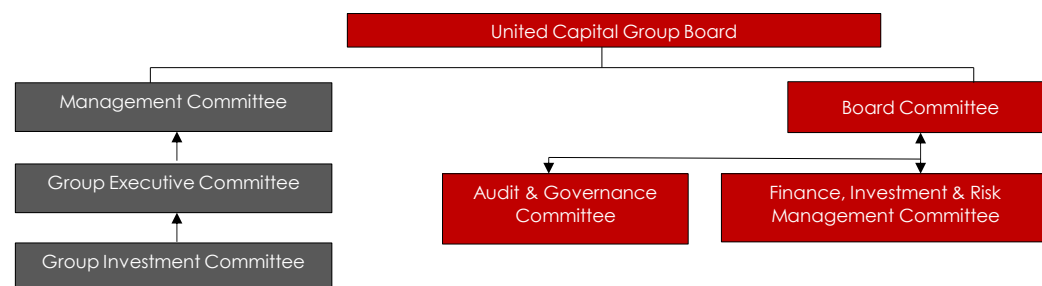 United Capital Group Board
Management Committee
Board Committee
Group Executive Committee
Audit & Governance
Committee
Finance, Investment & Risk
Management Committee
Group Investment Committee